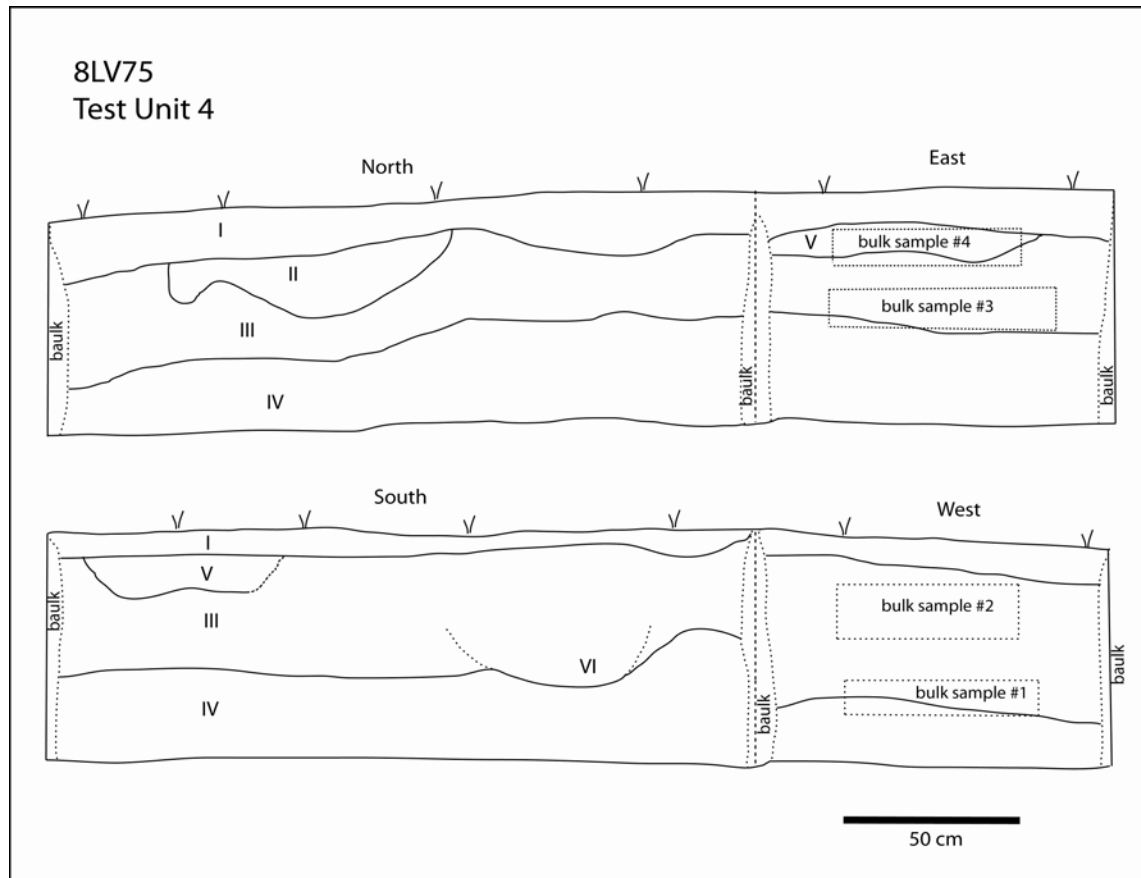 8LV75
Test Unit 4
North
East
I
II
III
IV
V
bulk sample #4
bulk sample #3
baulk
baulk
baulk
South
West
I
V
III
VI
IV
bulk sample #2
bulk sample #1
baulk
baulk
baulk
50 cm